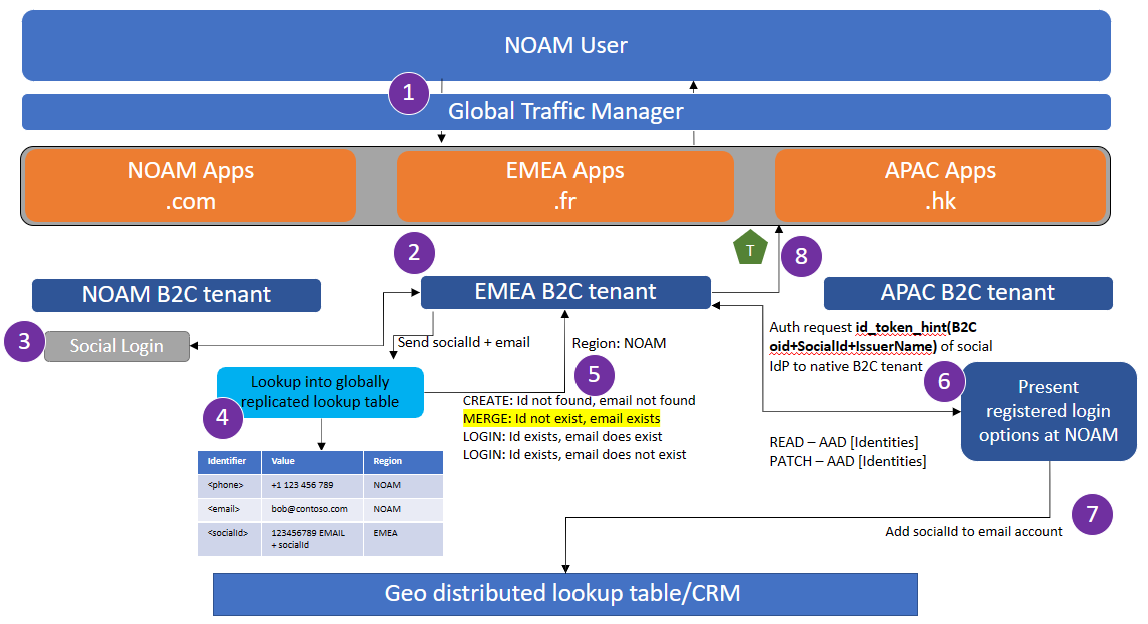 NOAM User
1
Global Traffic Manager
NOAM Apps
.com
EMEA Apps
.fr
APAC Apps
.hk
2
T
8
NOAM B2C tenant
EMEA B2C tenant
APAC B2C tenant
3
Social Login
Send socialId + email
Region: NOAM
Auth request id_token_hint(B2C
oid+SocialId+IssuerName) of social
IdP to native B2C tenant
Lookup into globally
replicated lookup table
4
5
6
CREATE: Id not found, email not found
MERGE: Id not exist, email exists
LOGIN: Id exists, email does exist
LOGIN: Id exists, email does not exist
Present
registered login
options at NOAM
READ – AAD [Identities]
PATCH – AAD [Identities]
Identifier Value Region
<phone> +1 123 456 789 NOAM
<email> bob@contoso.com NOAM
<socialId> 123456789 EMAIL EMEA
+ socialId
7
Add socialId to email account
Geo distributed lookup table/CRM